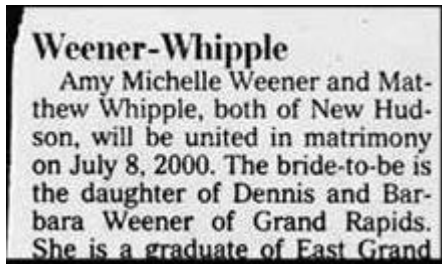 Weener-Whipple
Amy Michelle Weener and Mat-
thew Whipple, both of New Hud-
son, will be united in matrimony
on July 8, 2000. The bride-to-be is
the daughter of Dennis and Bar-
bara Weener of Grand Rapids.
She is a graduate of East Grand